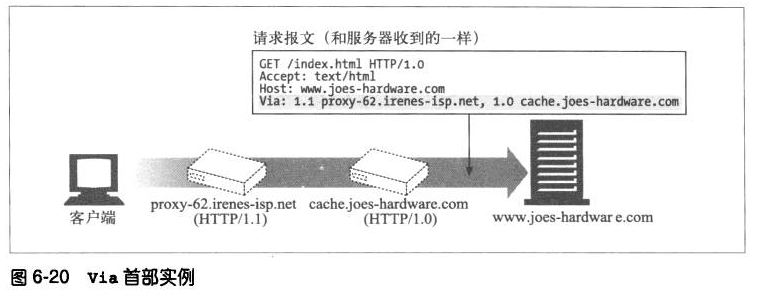 请求报文（和服务器收到的一样）
GET /index.html HTTP/1.0
Accept: text/html
Host: www.joes-hardware.com
Via: 1.1 proxy-62.irenes-isp.net, 1.0 cache.joes-hardware.com
客户端
proxy-62.irenes-isp.net
(HTTP/1.1)
cache.joes-hardware.com
(HTTP/1.0)
www.joes-hardware.com
图 6-20 Via 首部实例